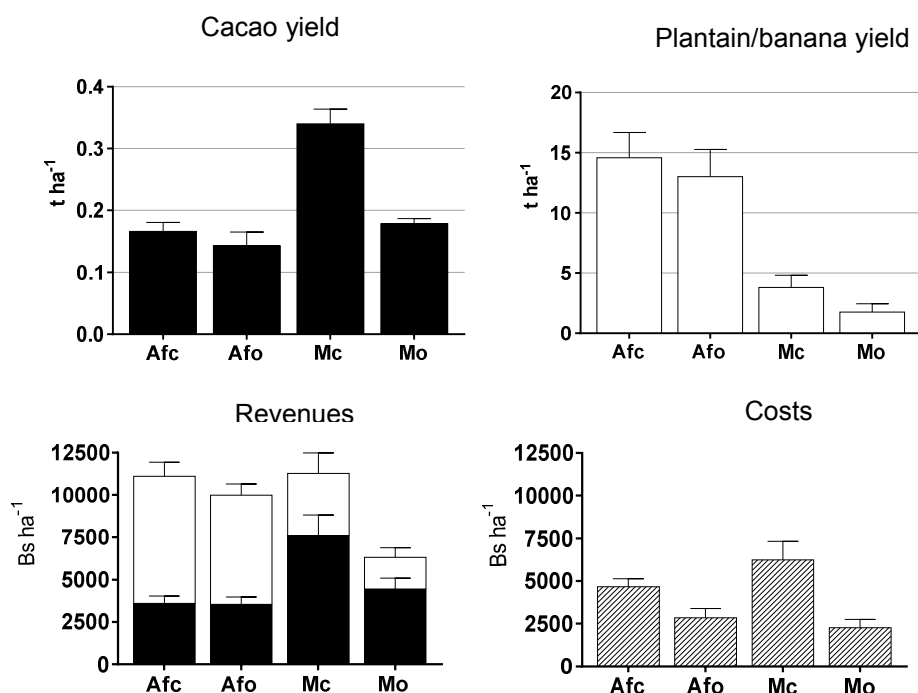 Cacao yield
0.4
0.3
0.2
0.1
0.0
t ha-1
Afc Afo Mc Mo
Plantain/banana yield
20
15
10
5
0
t ha-1
Afc Afo Mc Mo
Revenues
12500
10000
7500
5000
2500
0
Bs ha-1
Afc Afo Mc Mo
Costs
12500
10000
7500
5000
2500
0
Bs ha-1
Afc Afo Mc Mo